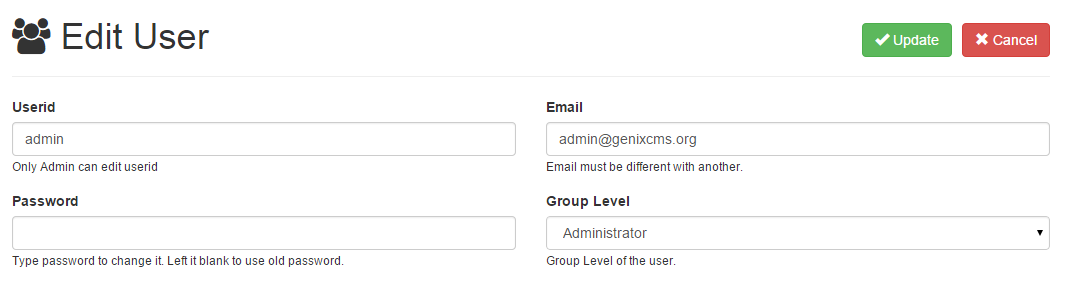 Edit User
Update
Cancel
Userid
Email
admin
admin@genixcms.org
Only Admin can edit userid
Email must be different with another.
Password
Group Level
Administrator
Type password to change it. Left it blank to use old password.
Group Level of the user.